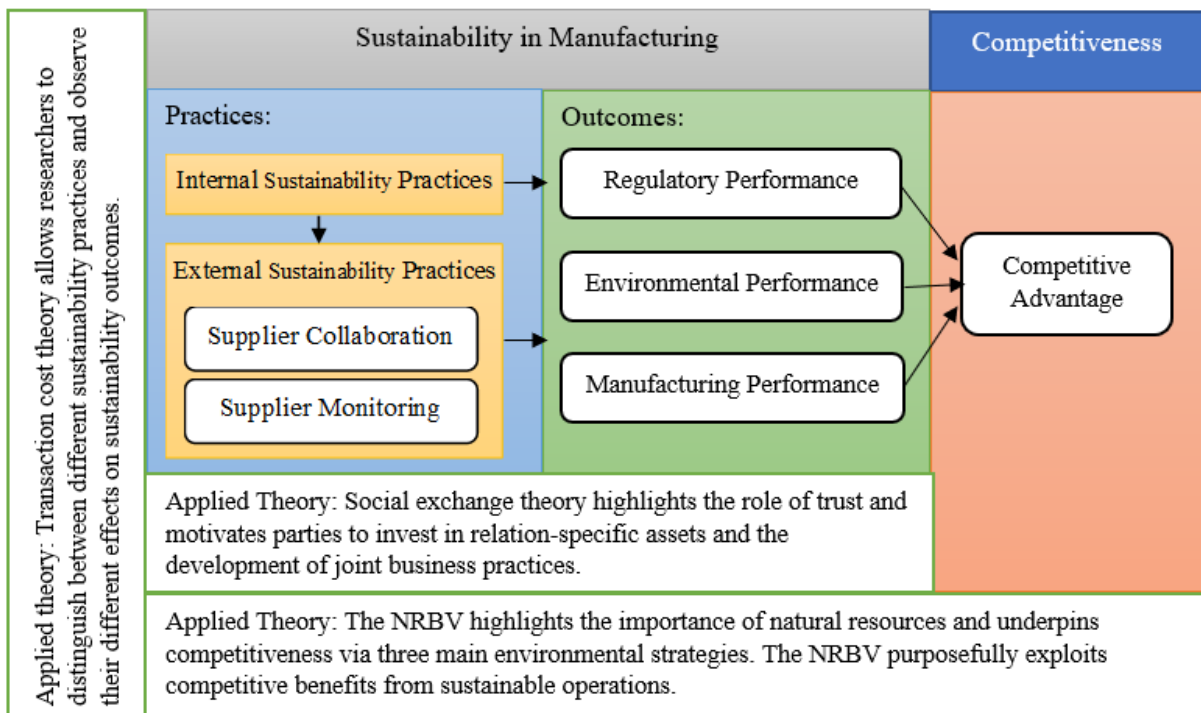 Applied theory: Transaction cost theory allows researchers to
distinguish between different sustainability practices and observe
their different effects on sustainability outcomes.
Sustainability in Manufacturing
Competitiveness
Practices:
Internal Sustainability Practices
External Sustainability Practices
Supplier Collaboration
Supplier Monitoring
Outcomes:
Regulatory Performance
Environmental Performance
Manufacturing Performance
Competitive
Advantage
Applied Theory: Social exchange theory highlights the role of trust and
motivates parties to invest in relation-specific assets and the
development of joint business practices.
Applied Theory: The NRBV highlights the importance of natural resources and underpins
competitiveness via three main environmental strategies. The NRBV purposefully exploits
competitive benefits from sustainable operations.